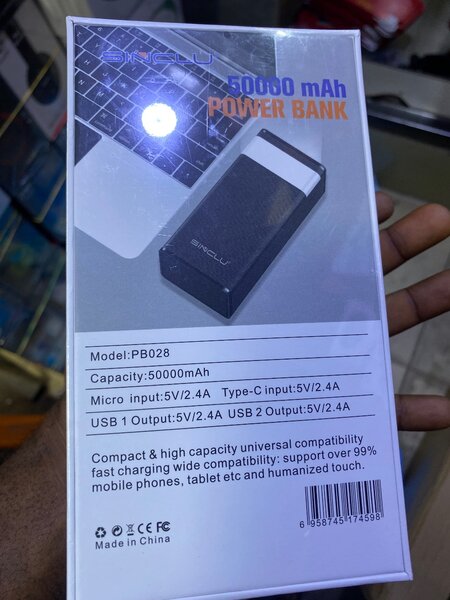 SINCLU
50000 mAh
POWER BANK
SINCLU
Model:PB028
Capacity:50000mAh
Micro input:5V/2.4A Type-C input:5V/2.4A
USB 1 Output:5V/2.4A USB 2 Output:5V/2.4A
Compact & high capacity universal compatibility
fast charging wide compatibility: support over 99%
mobile phones, tablet etc and humanized touch.
CE FC
Made in China
6 958745 174598